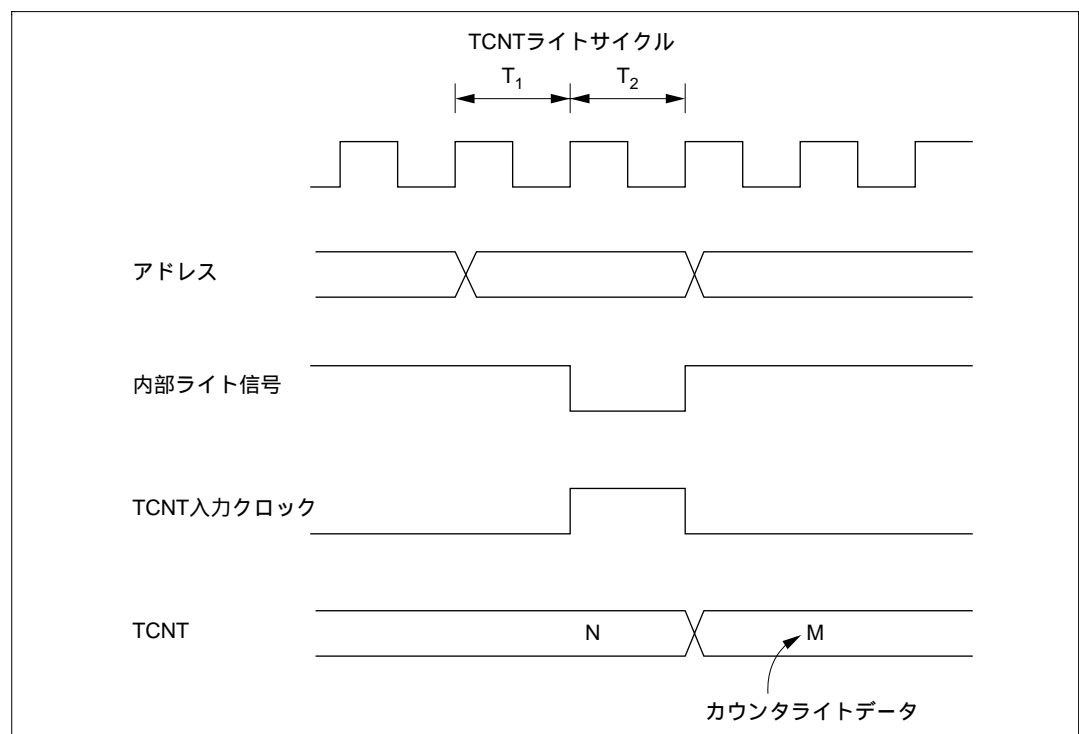 TCNTライトサイクル
T1 T2
アドレス
内部ライト信号
TCNT入力クロック
TCNT N M
カウンタライトデータ